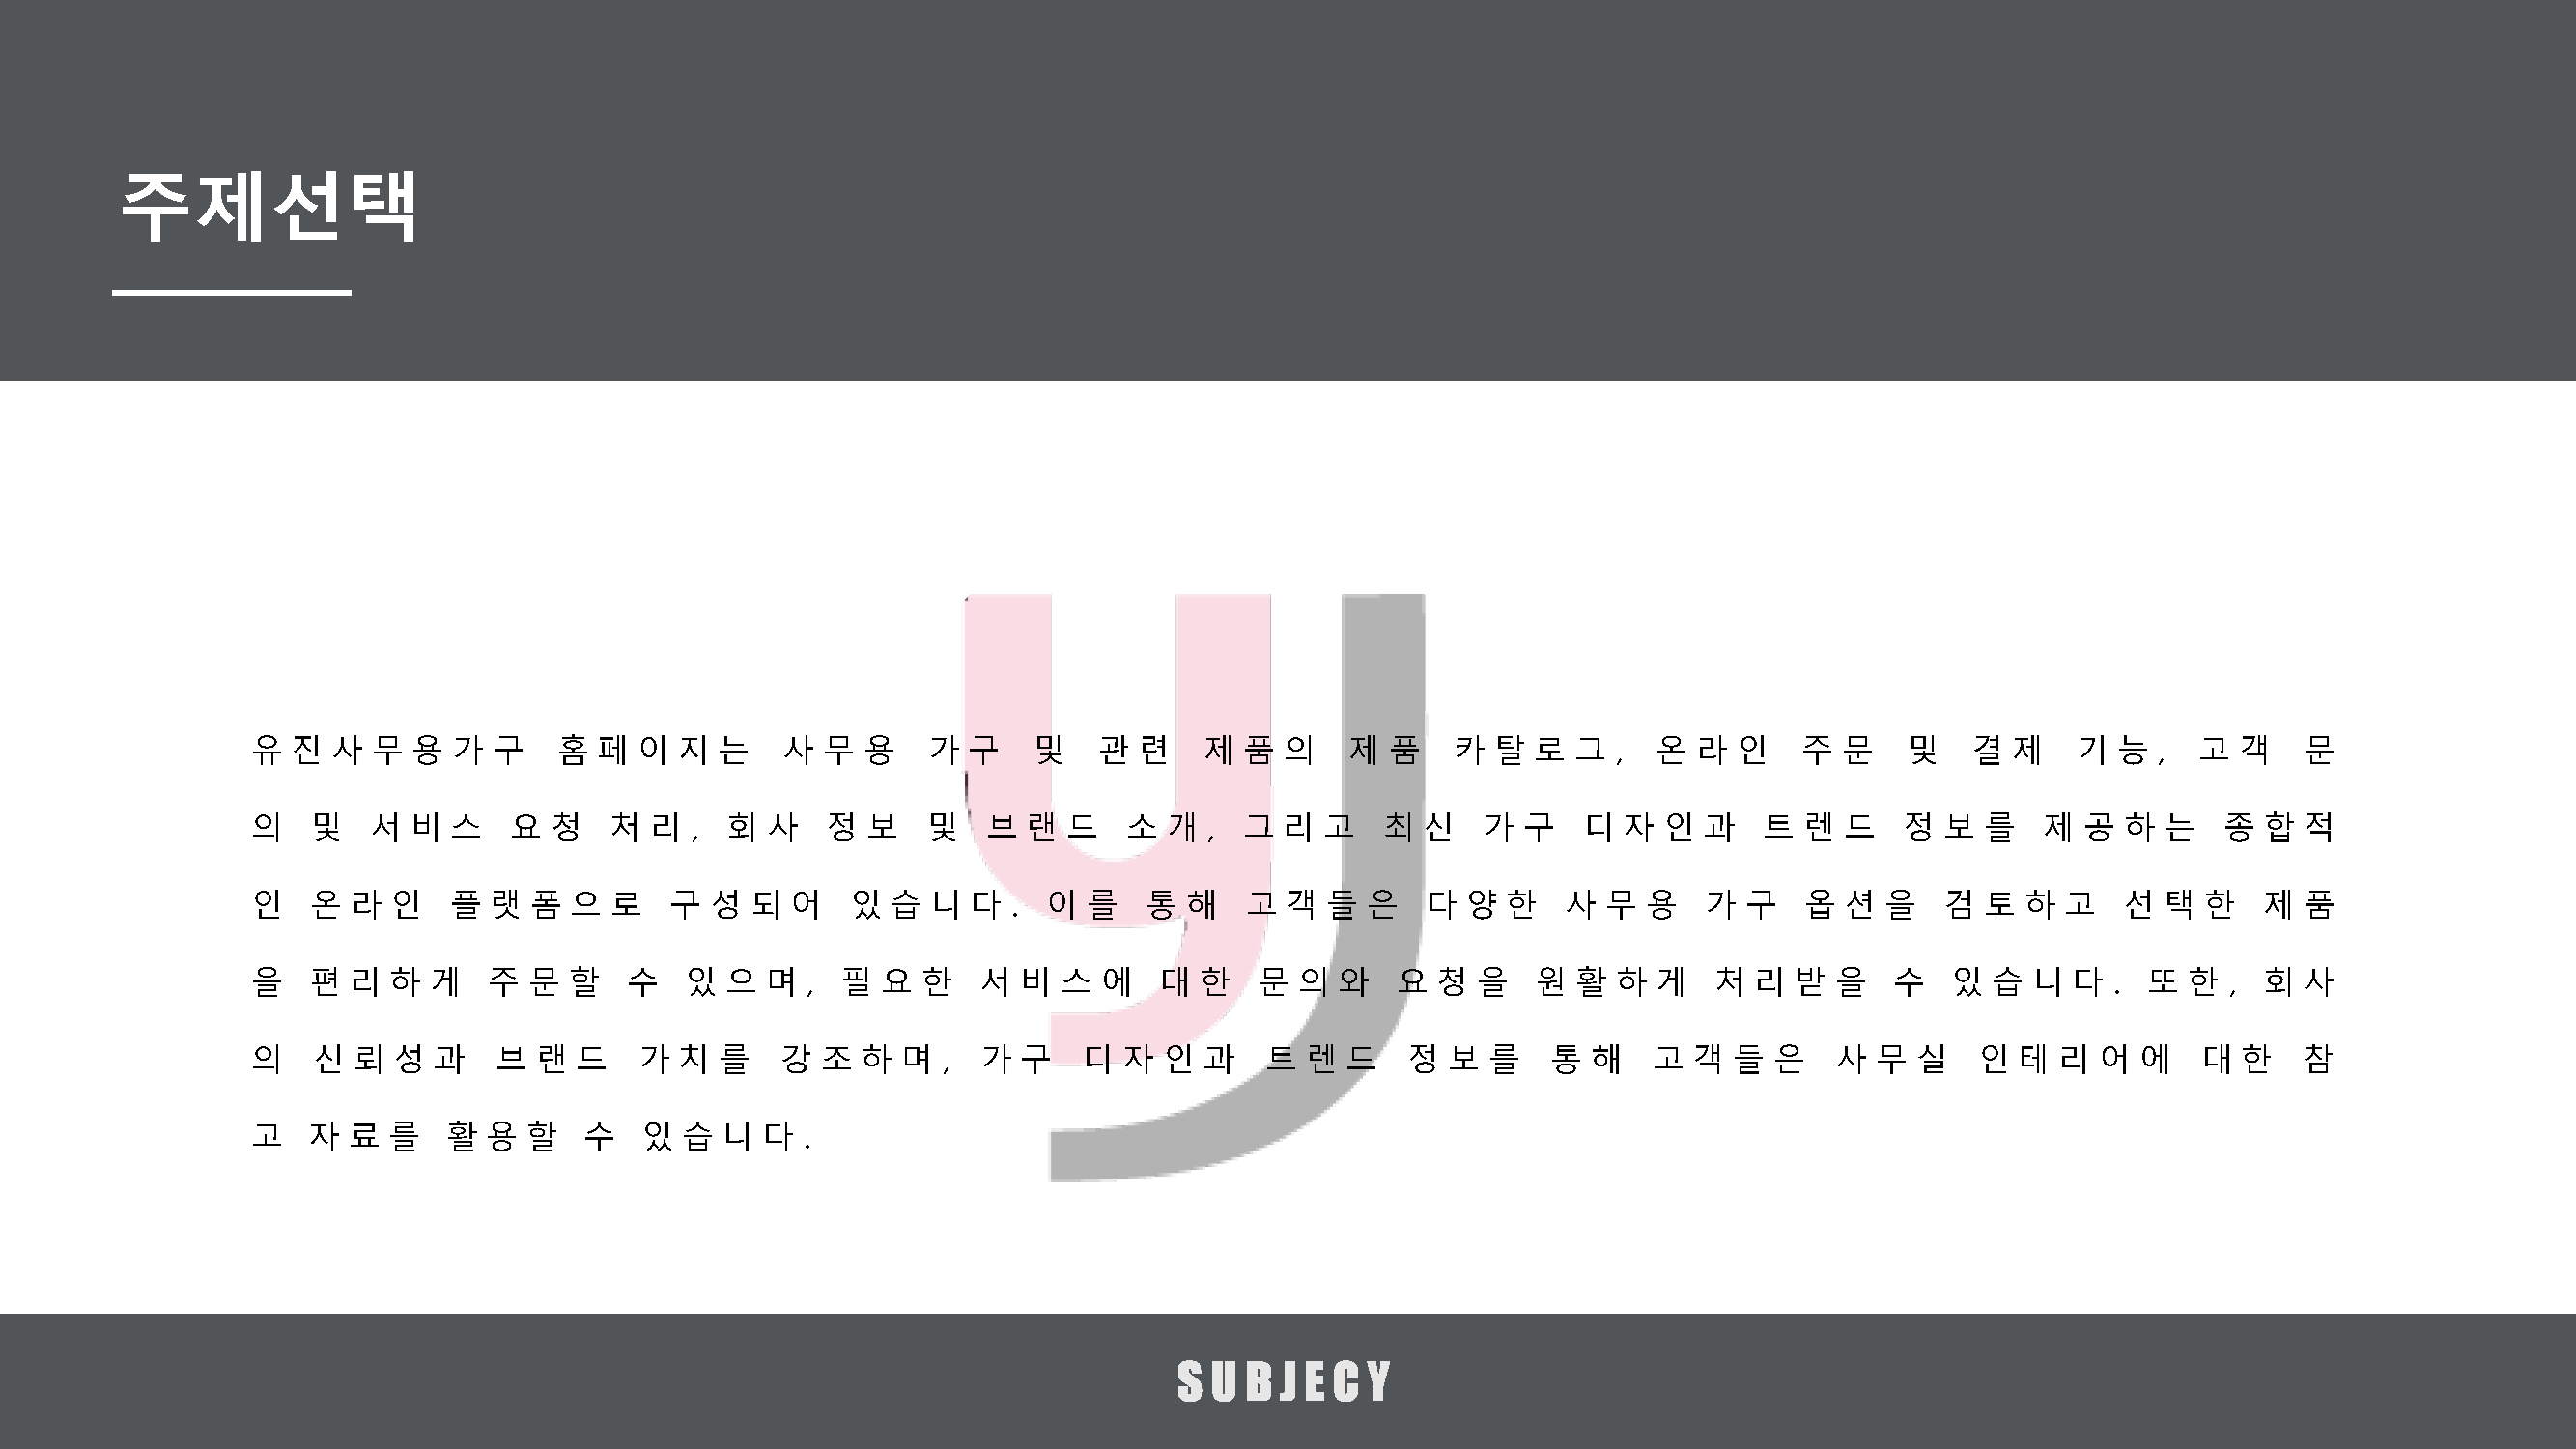 주제선택
유진사무용가구 홈페이지는 사무용 가구 및 관련 제품의 제품 카탈로그, 온라인 주문 및 결제 기능, 고객 문
의 및 서비스 요청 처리, 회사 정보 및 브랜드 소개, 그리고 최신 가구 디자인과 트렌드 정보를 제공하는 종합적
인 온라인 플랫폼으로 구성되어 있습니다. 이를 통해 고객들은 다양한 사무용 가구 옵션을 검토하고 선택한 제품
을 편리하게 주문할 수 있으며, 필요한 서비스에 대한 문의와 요청을 원활하게 처리받을 수 있습니다. 또한, 회사
의 신뢰성과 브랜드 가치를 강조하며, 가구 디자인과 트렌드 정보를 통해 고객들은 사무실 인테리어에 대한 참
고 자료를 활용할 수 있습니다.
yj
SUBJECY